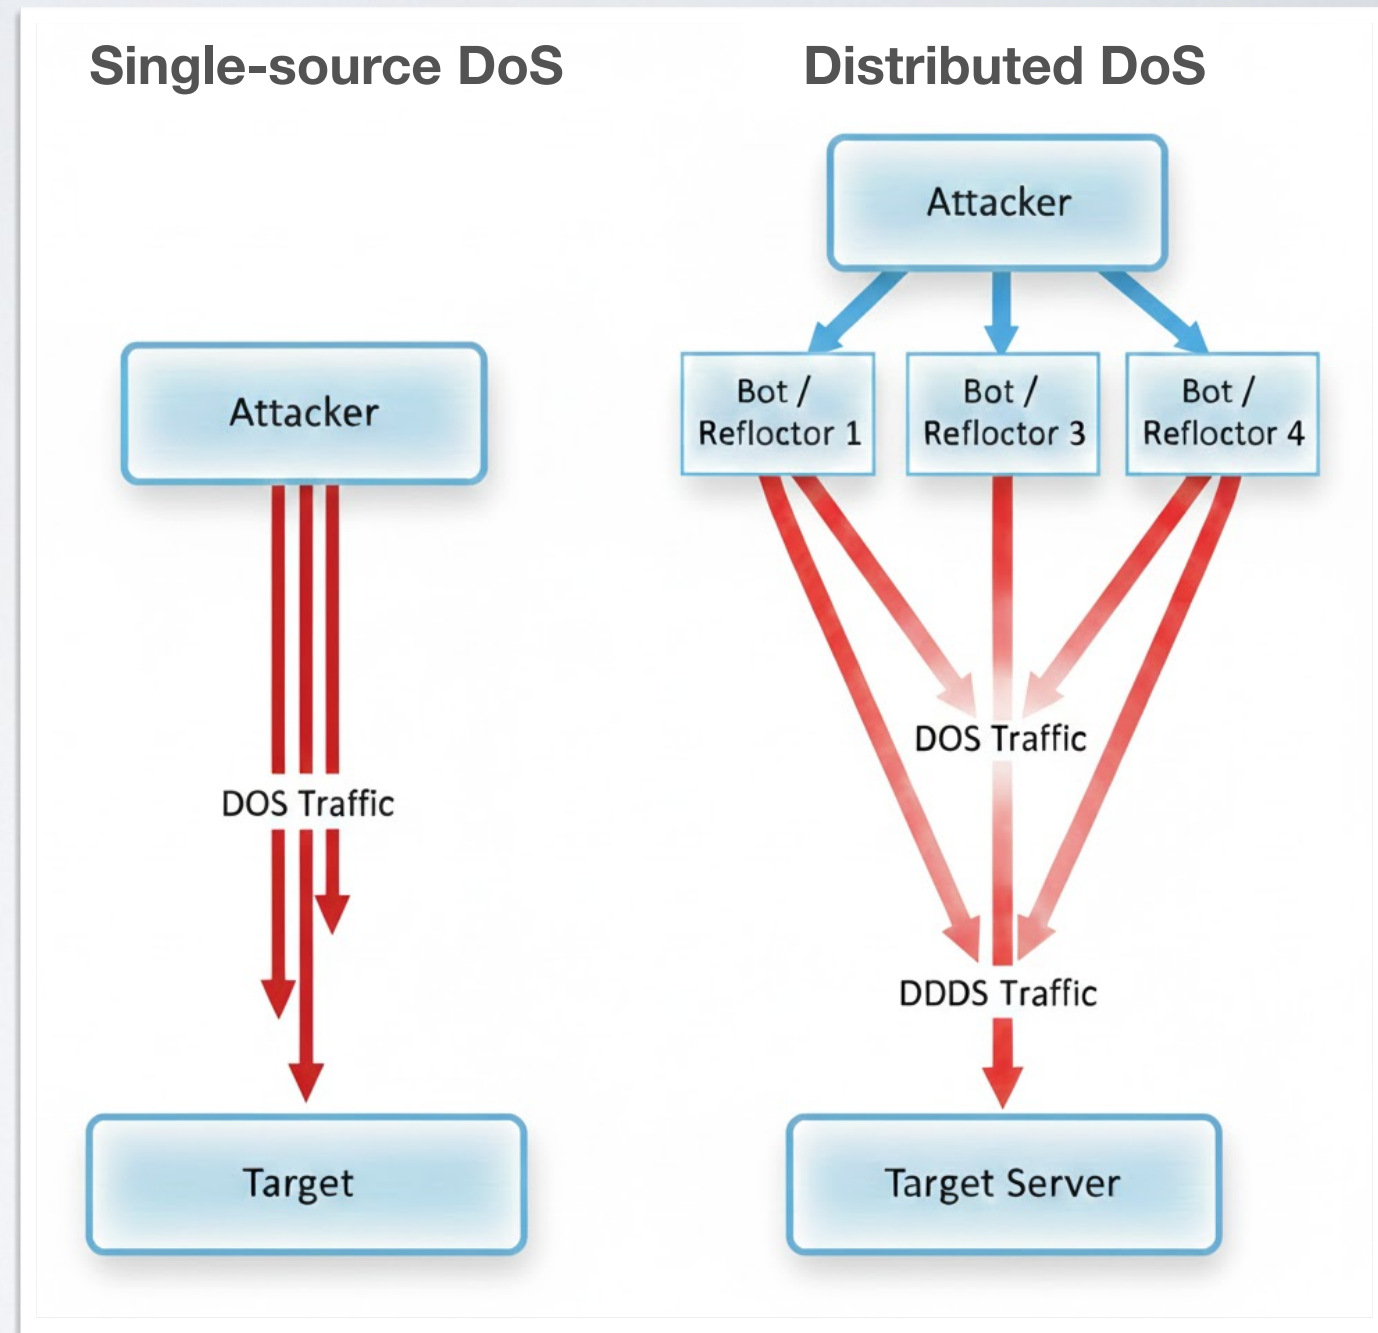 Single-source DoS
Attacker
DOS Traffic
Target
Distributed DoS
Attacker
Bot /
Refloctor 1
Bot /
Refloctor 3
Bot /
Refloctor 4
DOS Traffic
DDDS Traffic
Target Server